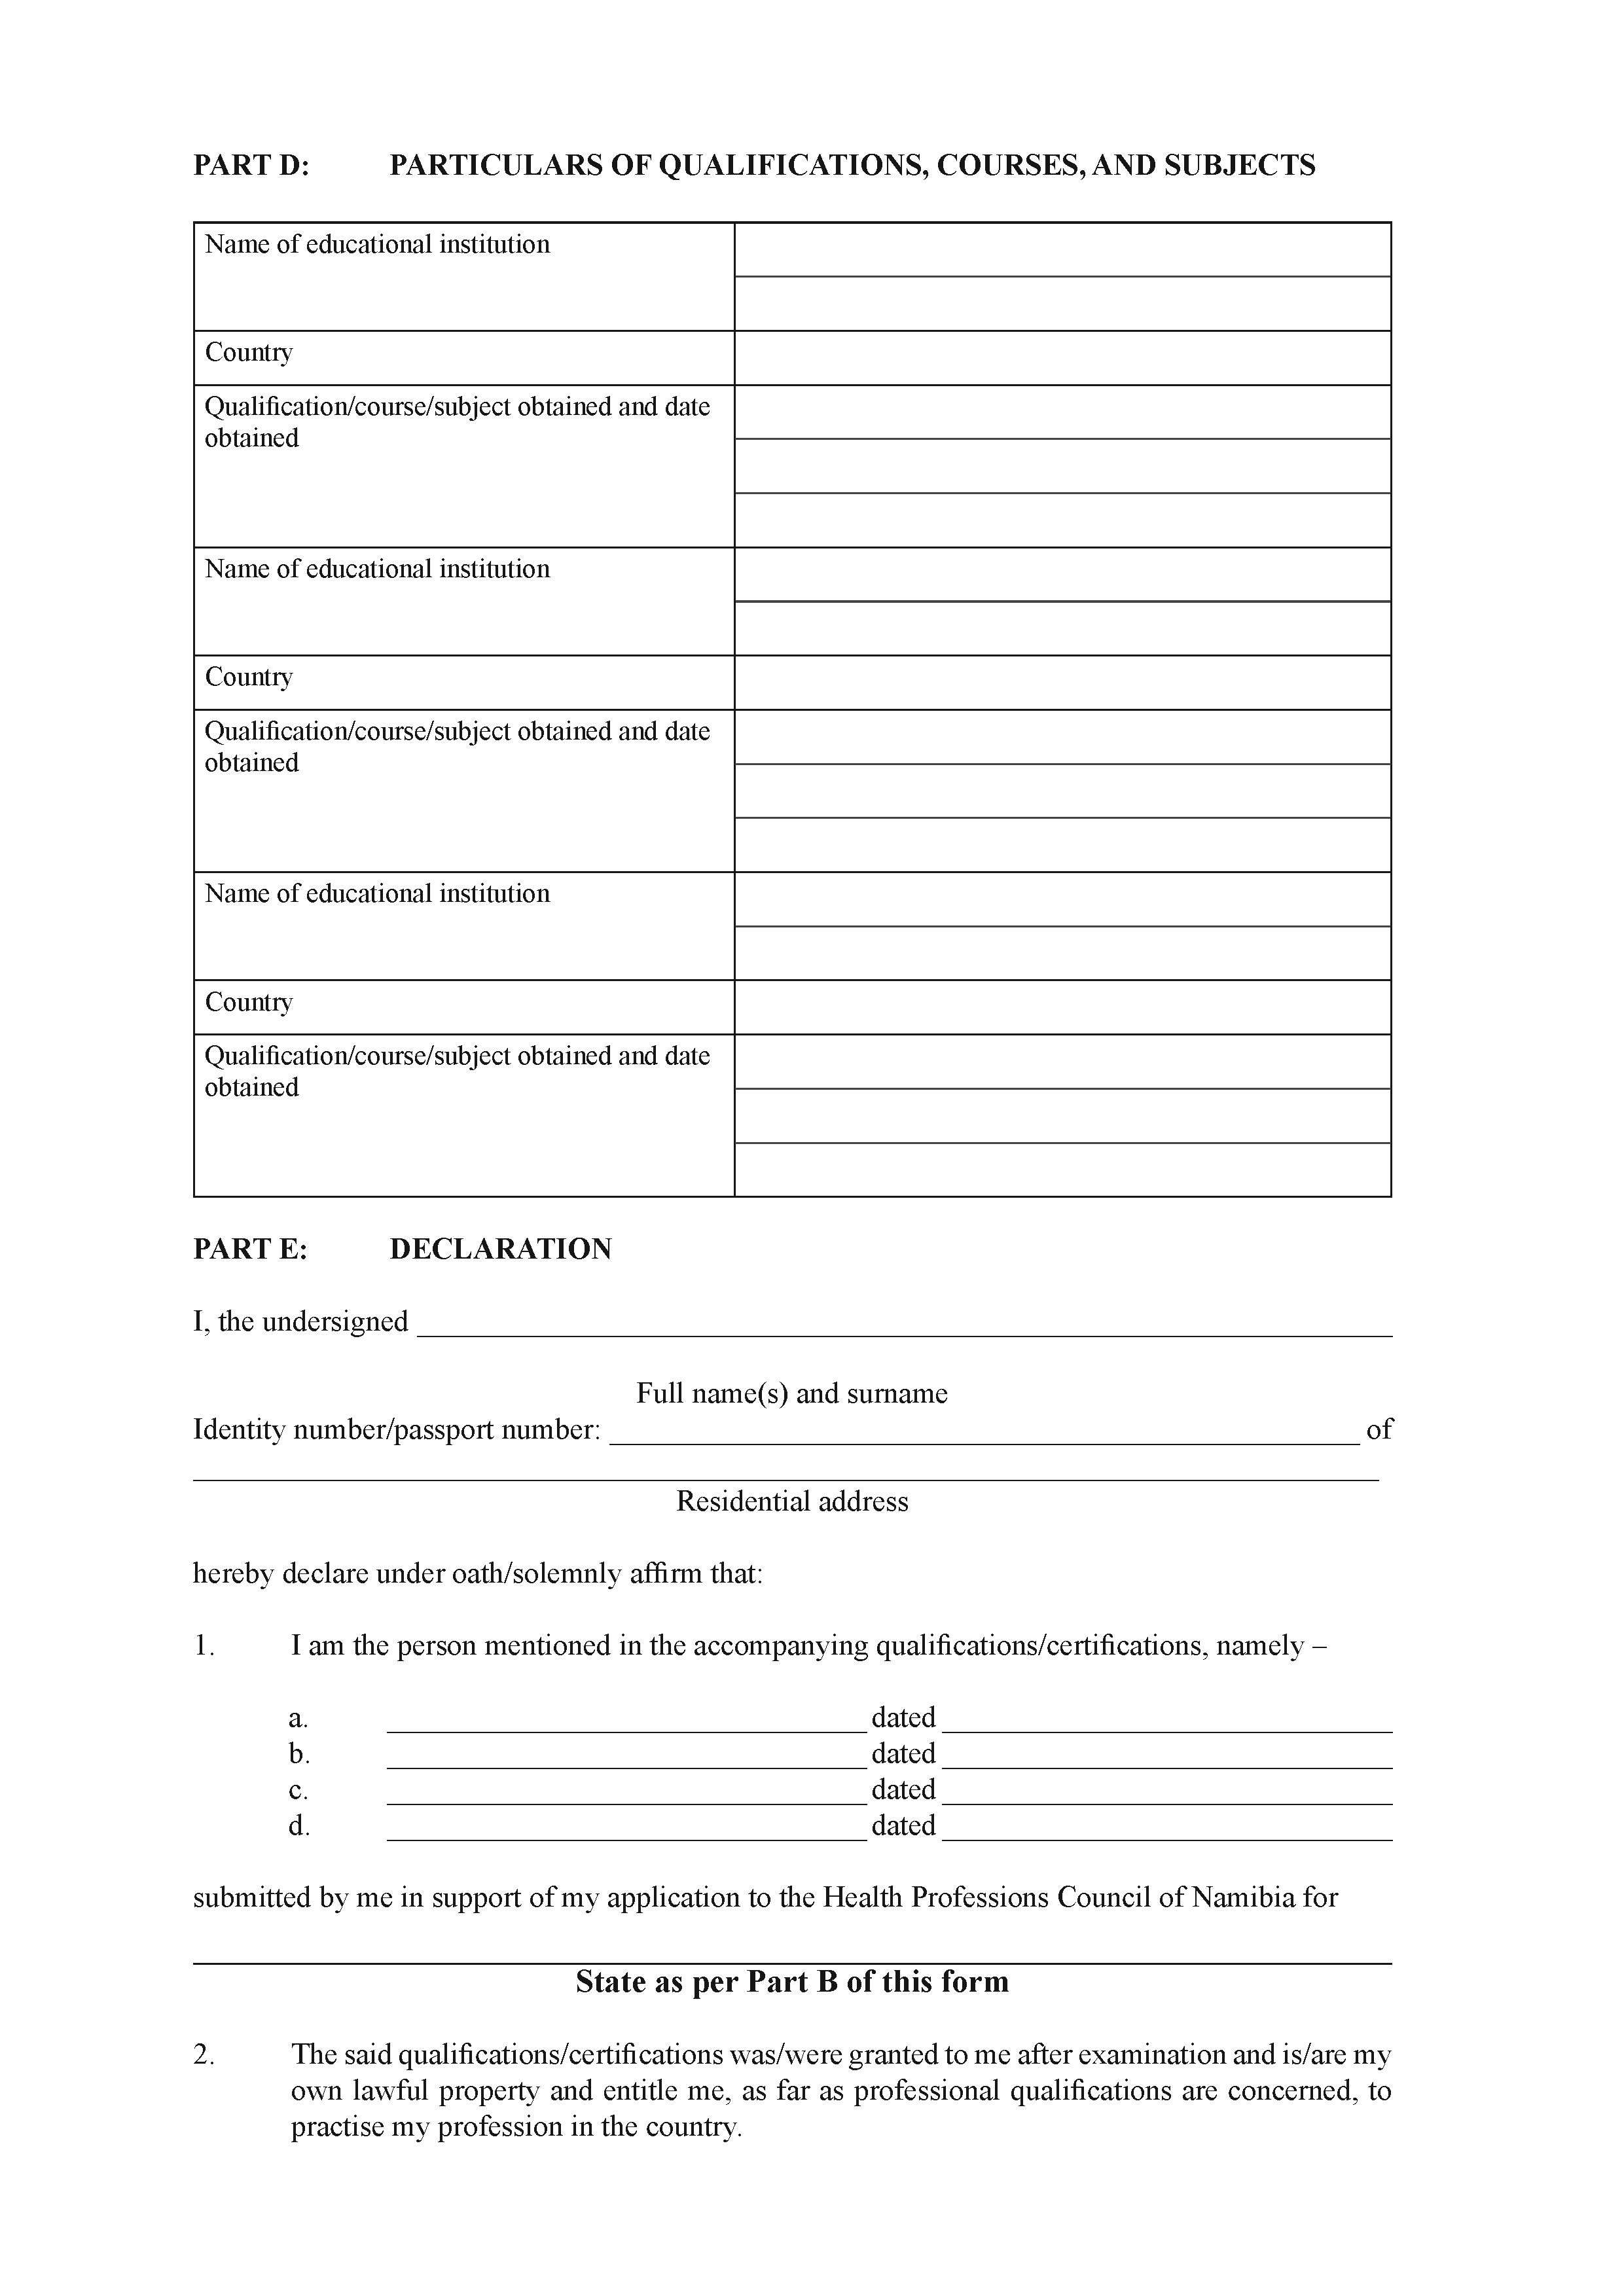 PART D: PARTICULARS OF QUALIFICATIONS, COURSES, AND SUBJECTS
Name of educational institution
Country
Qualification/course/subject obtained and date
obtained
Name of educational institution
Country
Qualification/course/subject obtained and date
obtained
Name of educational institution
Country
Qualification/course/subject obtained and date
obtained
PART E: DECLARATION
I, the undersigned
Full name(s) and surname
Identity number/passport number: of
Residential address
hereby declare under oath/solemnly affirm that:
1. I am the person mentioned in the accompanying qualifications/certifications, namely –
a. dated
b. dated
c. dated
d. dated
submitted by me in support of my application to the Health Professions Council of Namibia for
State as per Part B of this form
2. The said qualifications/certifications was/were granted to me after examination and is/are my
own lawful property and entitle me, as far as professional qualifications are concerned, to
practise my profession in the country.